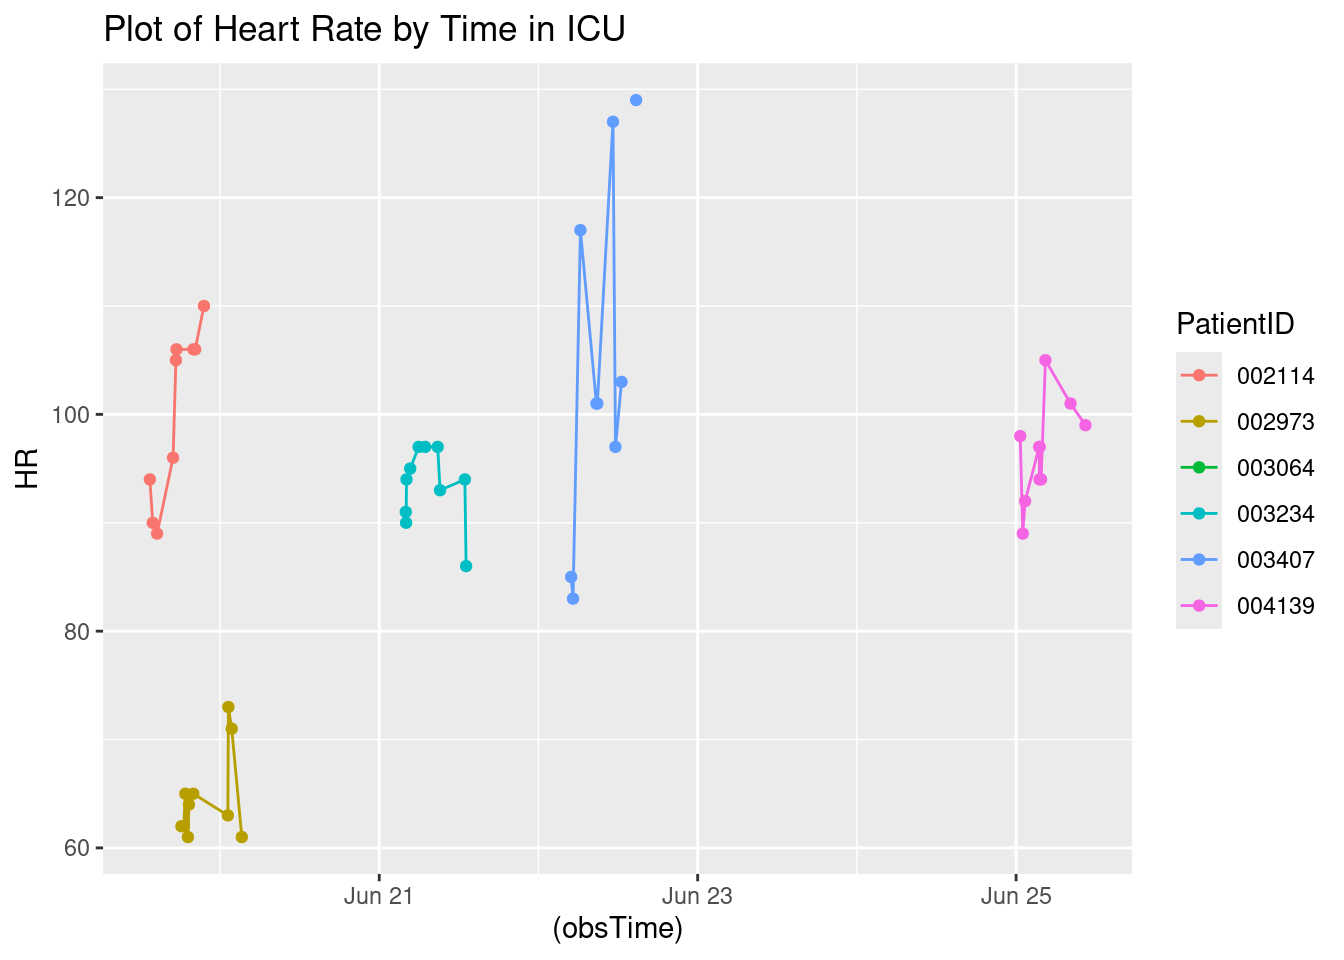 Plot of Heart Rate by Time in ICU
HR
120
100
80
60
Jun 21 Jun 23 Jun 25
(obsTime)
PatientID
002114
002973
003064
003234
003407
004139